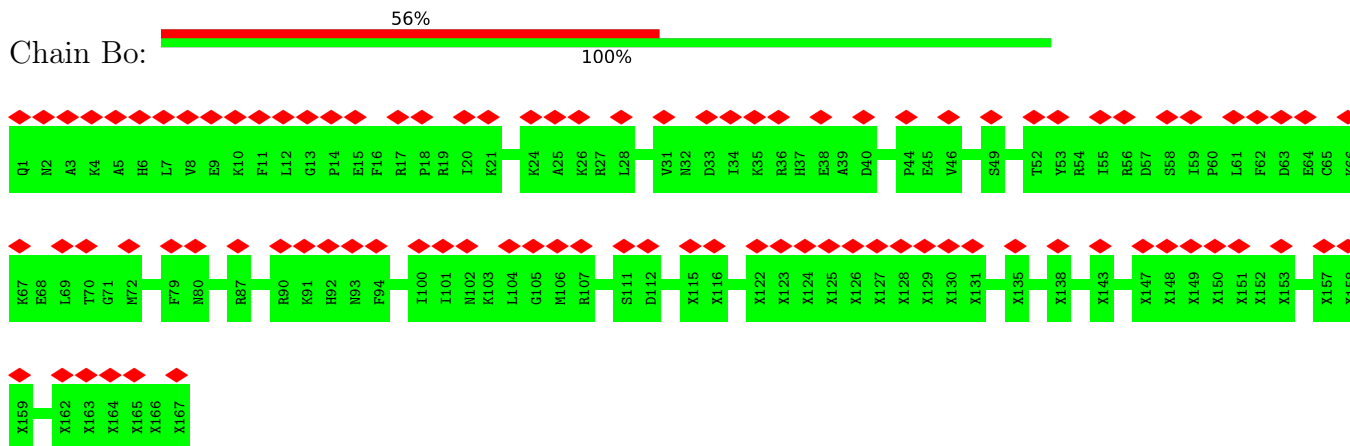 56%
Chain Bo:
100%
Q1 N2 A3 K4 A5 H6 L7 V8 E9 K10 F11 L12 G13 P14 E15 F16 R17 P18 R19 I20 K21 K24 A25 K26 R27 L28 V31 N32 D33 I34 K35 R36 H37 E38 A39 D40 P44 E45 V46 S49 T52 Y53 R54 I55 R56 D57 S58 I59 P60 L61 F62 D63 E64 C65 K66
K67 E68 L69 T70 G71 M72 F79 N80 R87 R90 K91 H92 N93 F94 I100 I101 N102 K103 L104 G105 M106 R107 S111 D112 X115 X116 X122 X123 X124 X125 X126 X127 X128 X129 X130 X131 X135 X138 X143 X147 X148 X149 X150 X151 X152 X153 X157 X158
X159 X162 X163 X164 X165 X166 X167